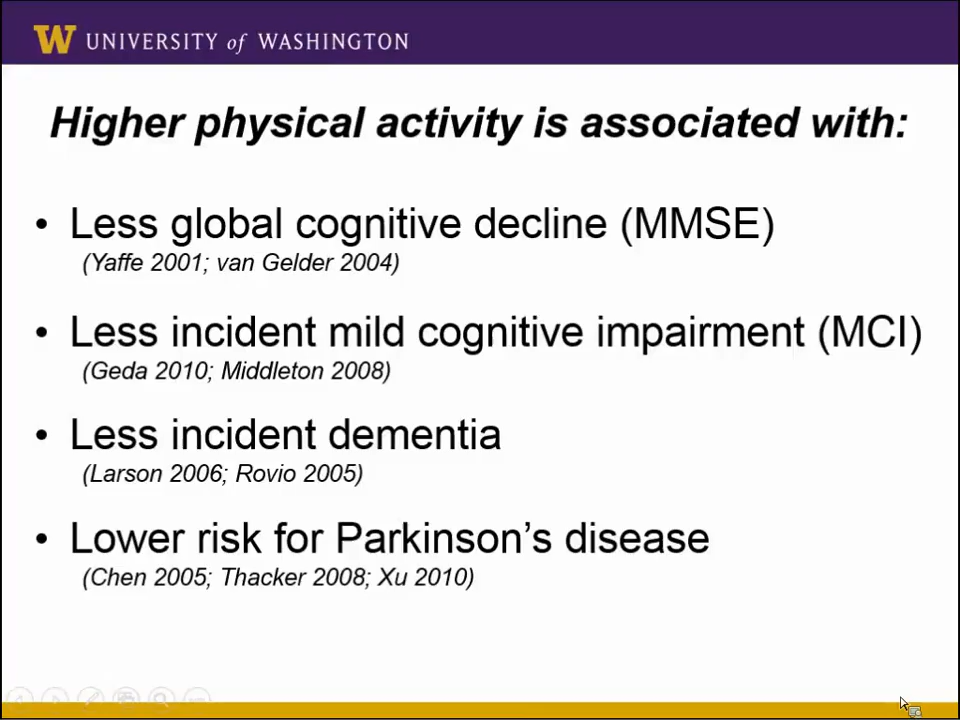 W UNIVERSITY of WASHINGTON
Higher physical activity is associated with:
• Less global cognitive decline (MMSE)
(Yaffe 2001; van Gelder 2004)
• Less incident mild cognitive impairment (MCI)
(Geda 2010; Middleton 2008)
• Less incident dementia
(Larson 2006; Rovio 2005)
• Lower risk for Parkinson’s disease
(Chen 2005; Thacker 2008; Xu 2010)